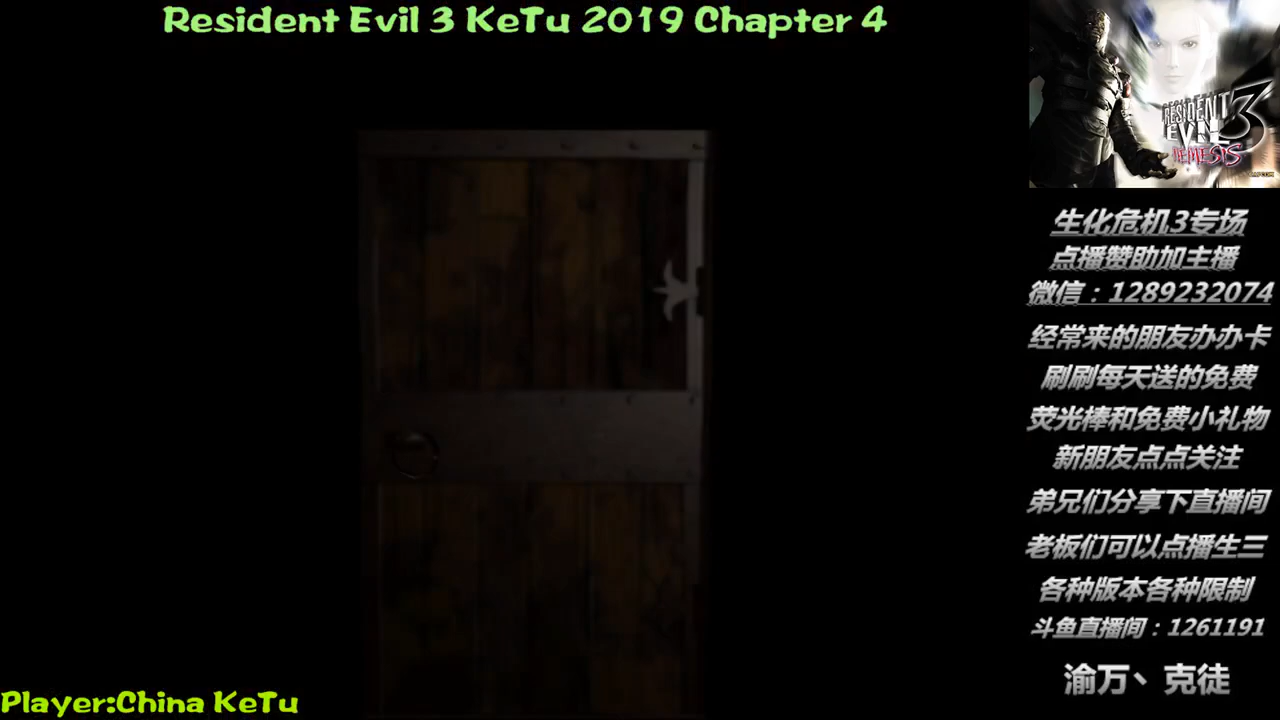 Resident Evil 3 KeTu 2019 Chapter 4
RESIDENT
EVIL 3
NEMESIS
生化危机3专场
点播赞助加主播
微信：1289232074
经常来的朋友办办卡
刷刷每天送的免费
荧光棒和免费小礼物
新朋友点点关注
弟兄们分享下直播间
老板们可以点播生三
各种版本各种限制
斗鱼直播间：1261191
渝万丶克徒
Player:China KeTu